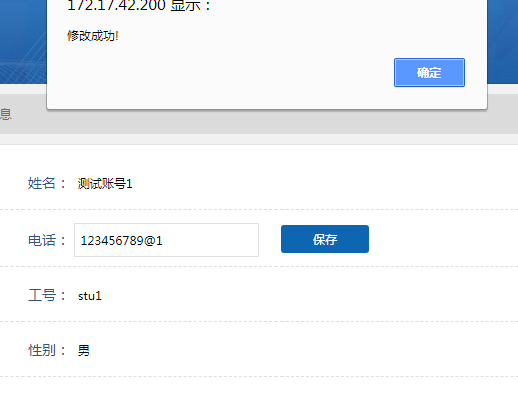 172.17.42.200 显示：
修改成功!
确定
息
姓名： 测试账号1
电话： 123456789@1 保存
工号： stu1
性别： 男